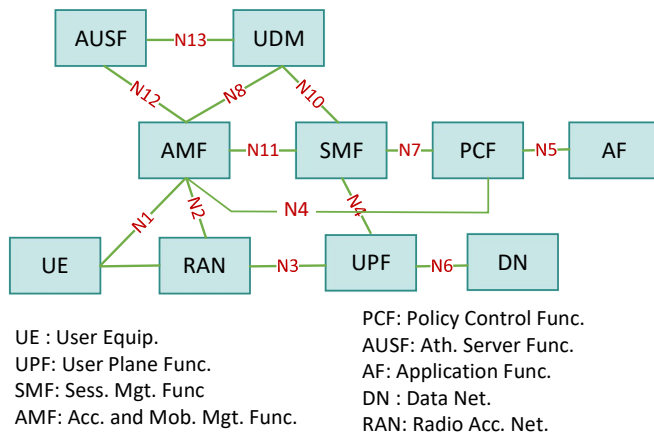 AUSF N13 UDM
N12 N8 N10
AMF N11 SMF N7 PCF N5 AF
N1 N2 N4 N4
UE RAN N3 UPF N6 DN
UE : User Equip.
UPF: User Plane Func.
SMF: Sess. Mgt. Func
AMF: Acc. and Mob. Mgt. Func.
PCF: Policy Control Func.
AUSF: Ath. Server Func.
AF: Application Func.
DN : Data Net.
RAN: Radio Acc. Net.